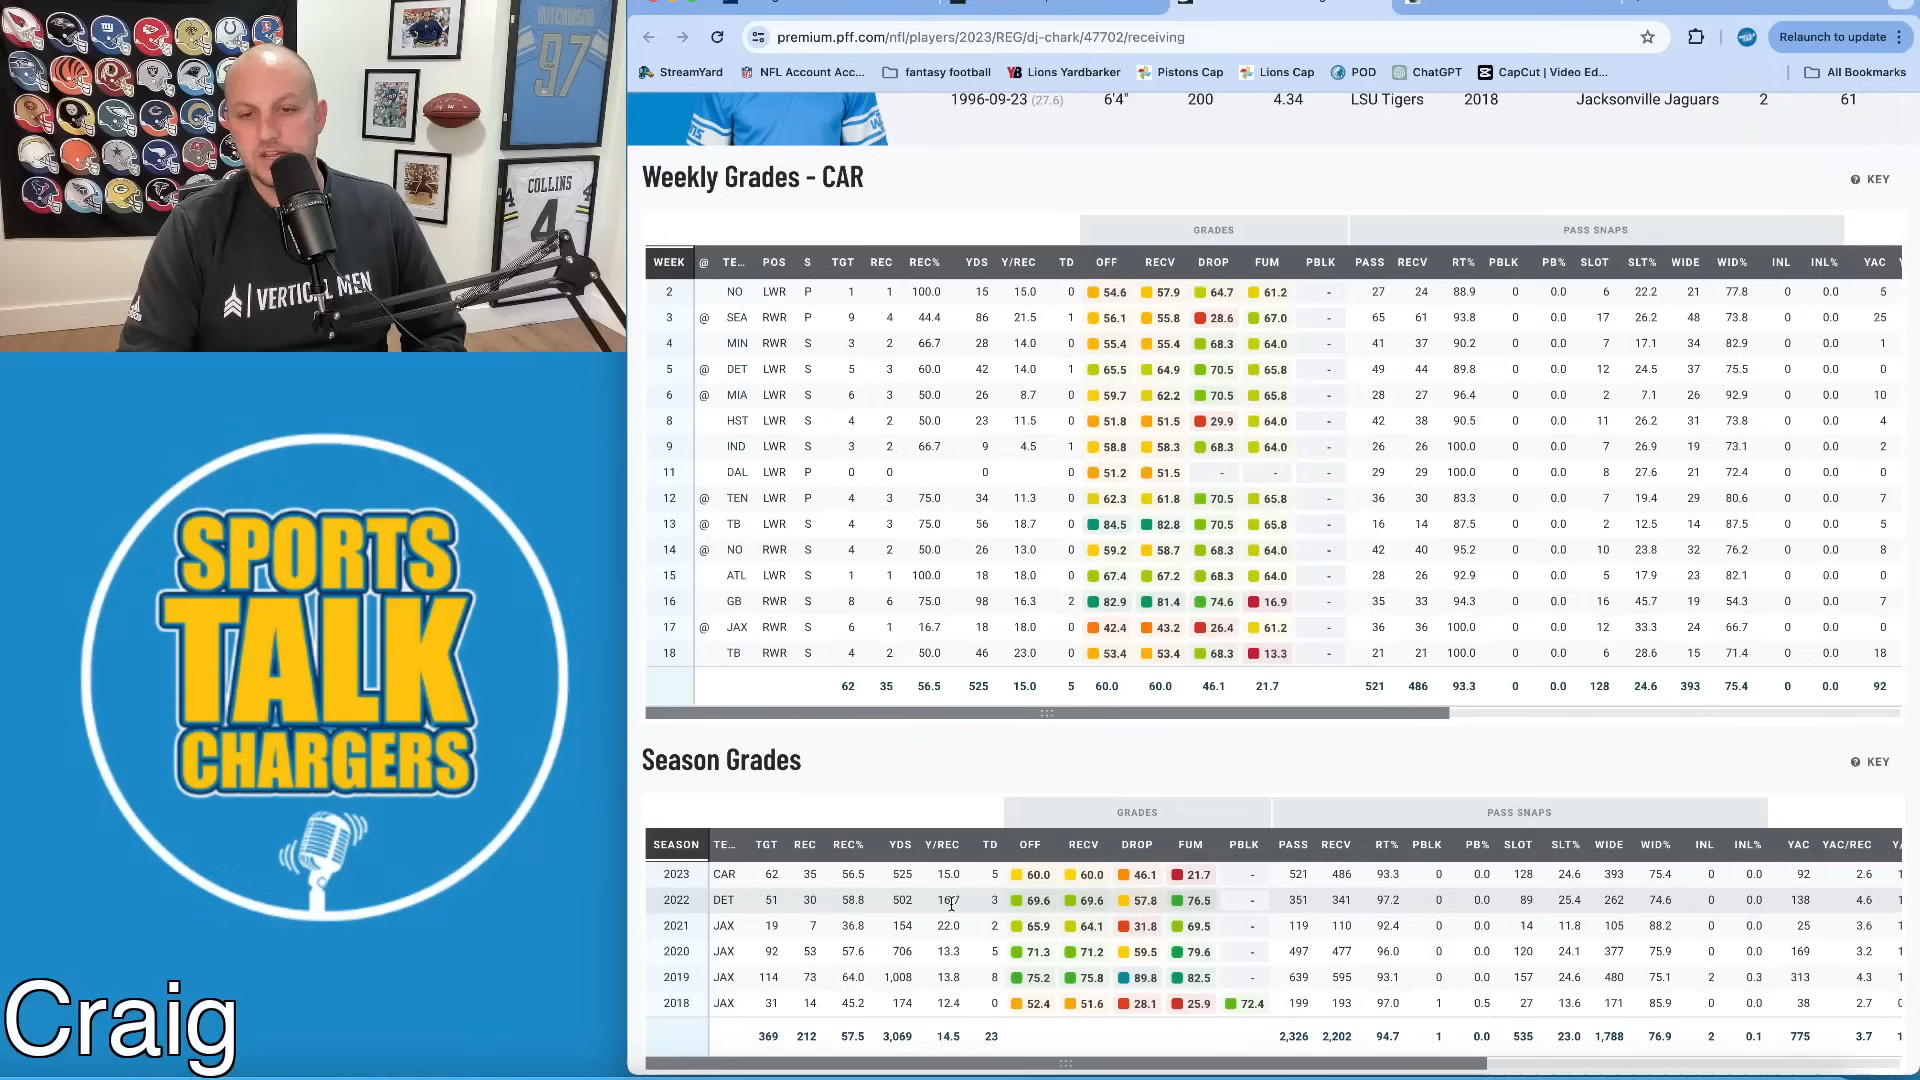 premium.pff.com/nfl/players/2023/REG/dj-chark/47702/receiving
Relaunch to update
StreamYard NFL Account Acc... fantasy football Lions Yardbarker Pistons Cap Lions Cap POD ChatGPT CapCut | Video Ed... All Bookmarks
1996-09-23 (27.6) 6'4" 200 4.34 LSU Tigers 2018 Jacksonville Jaguars 2 61
HUTCHINSON
97
COLLINS
4
VERTICAL MEN
adidas
Weekly Grades - CAR
KEY
GRADES PASS SNAPS
WEEK @ TE... POS S TGT REC REC% YDS Y/REC TD OFF RECV DROP FUM PBLK PASS RECV RT% PBLK PB% SLOT SLT% WIDE WID% INL INL% YAC
2 NO LWR P 1 1 100.0 15 15.0 0 54.6 57.9 64.7 61.2 - 27 24 88.9 0 0.0 6 22.2 21 77.8 0 0.0 5
3 @ SEA RWR P 9 4 44.4 86 21.5 1 56.1 55.8 28.6 67.0 - 65 61 93.8 0 0.0 17 26.2 48 73.8 0 0.0 25
4 MIN RWR S 3 2 66.7 28 14.0 0 55.4 55.4 68.3 64.0 - 41 37 90.2 0 0.0 7 17.1 34 82.9 0 0.0 1
5 @ DET LWR S 5 3 60.0 42 14.0 1 65.5 64.9 70.5 65.8 - 49 44 89.8 0 0.0 12 24.5 37 75.5 0 0.0 0
6 @ MIA LWR S 6 3 50.0 26 8.7 0 59.7 62.2 70.5 65.8 - 28 27 96.4 0 0.0 2 7.1 26 92.9 0 0.0 10
8 HST LWR S 4 2 50.0 23 11.5 0 51.8 51.5 29.9 64.0 - 42 38 90.5 0 0.0 11 26.2 31 73.8 0 0.0 4
9 IND LWR S 3 2 66.7 9 4.5 1 58.8 58.3 68.3 64.0 - 26 26 100.0 0 0.0 7 26.9 19 73.1 0 0.0 2
11 DAL LWR P 0 0 0 0 51.2 51.5 - - - 29 29 100.0 0 0.0 8 27.6 21 72.4 0 0.0 0
12 @ TEN LWR P 4 3 75.0 34 11.3 0 62.3 61.8 70.5 65.8 - 36 30 83.3 0 0.0 7 19.4 29 80.6 0 0.0 7
13 @ TB LWR S 4 3 75.0 56 18.7 0 84.5 82.8 70.5 65.8 - 16 14 87.5 0 0.0 2 12.5 14 87.5 0 0.0 5
14 @ NO RWR S 4 2 50.0 26 13.0 0 59.2 58.7 68.3 64.0 - 42 40 95.2 0 0.0 10 23.8 32 76.2 0 0.0 8
15 ATL LWR S 1 1 100.0 18 18.0 0 67.4 67.2 68.3 64.0 - 28 26 92.9 0 0.0 5 17.9 23 82.1 0 0.0 0
16 GB RWR S 8 6 75.0 98 16.3 2 82.9 81.4 74.6 16.9 - 35 33 94.3 0 0.0 16 45.7 19 54.3 0 0.0 7
17 @ JAX RWR S 6 1 16.7 18 18.0 0 42.4 43.2 26.4 61.2 - 36 36 100.0 0 0.0 12 33.3 24 66.7 0 0.0 0
18 TB RWR S 4 2 50.0 46 23.0 0 53.4 53.4 68.3 13.3 - 21 21 100.0 0 0.0 6 28.6 15 71.4 0 0.0 18
62 35 56.5 525 15.0 5 60.0 60.0 46.1 21.7 521 486 93.3 0 0.0 128 24.6 393 75.4 0 0.0 92
Season Grades
KEY
GRADES PASS SNAPS
SEASON TE... TGT REC REC% YDS Y/REC TD OFF RECV DROP FUM PBLK PASS RECV RT% PBLK PB% SLOT SLT% WIDE WID% INL INL% YAC YAC/REC
2023 CAR 62 35 56.5 525 15.0 5 60.0 60.0 46.1 21.7 - 521 486 93.3 0 0.0 128 24.6 393 75.4 0 0.0 92 2.6
2022 DET 51 30 58.8 502 16.7 3 69.6 69.6 57.8 76.5 - 351 341 97.2 0 0.0 89 25.4 262 74.6 0 0.0 138 4.6
2021 JAX 19 7 36.8 154 22.0 2 65.9 64.1 31.8 69.5 - 119 110 92.4 0 0.0 14 11.8 105 88.2 0 0.0 25 3.6
2020 JAX 92 53 57.6 706 13.3 5 71.3 71.2 59.5 79.6 - 497 477 96.0 0 0.0 120 24.1 377 75.9 0 0.0 169 3.2
2019 JAX 114 73 64.0 1,008 13.8 8 75.2 75.8 89.8 82.5 - 639 595 93.1 0 0.0 157 24.6 480 75.1 2 0.3 313 4.3
2018 JAX 31 14 45.2 174 12.4 0 52.4 51.6 28.1 25.9 72.4 199 193 97.0 1 0.5 27 13.6 171 85.9 0 0.0 38 2.7
369 212 57.5 3,069 14.5 23 2,326 2,202 94.7 1 0.0 535 23.0 1,788 76.9 2 0.1 775 3.7
SPORTS
TALK
CHARGERS
Craig